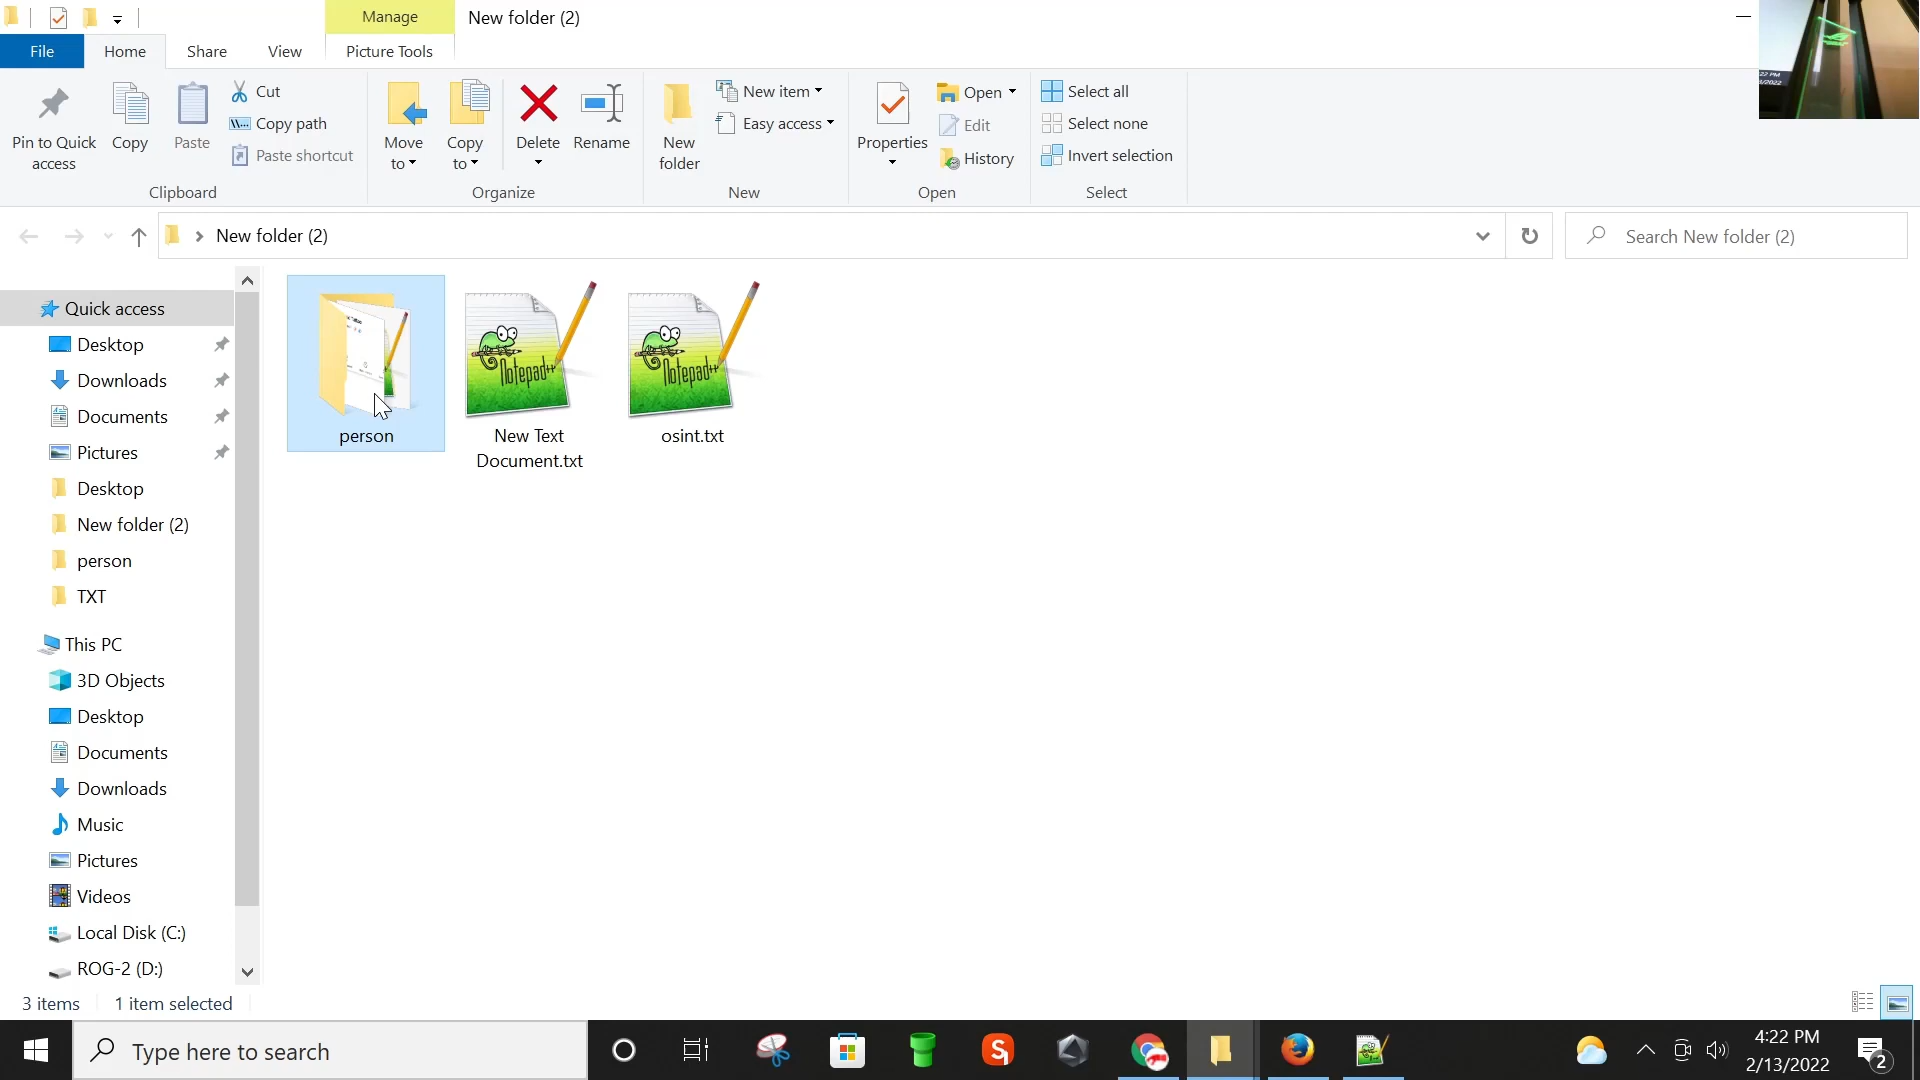 Manage
New folder (2)
File
Home
Share
View
Picture Tools
Pin to Quick access
Copy
Paste
Cut
Copy path
Paste shortcut
Clipboard
Move to
Copy to
Delete
Rename
Organize
New folder
New item
Easy access
New
Properties
Open
Edit
History
Open
Select all
Select none
Invert selection
Select
New folder (2)
Search New folder (2)
Quick access
Desktop
Downloads
Documents
Pictures
Desktop
New folder (2)
person
TXT
This PC
3D Objects
Desktop
Documents
Downloads
Music
Pictures
Videos
Local Disk (C:)
ROG-2 (D:)
person
Notepad++
New Text
Document.txt
Notepad++
osint.txt
3 items
1 item selected
Type here to search
4:22 PM
2/13/2022
2